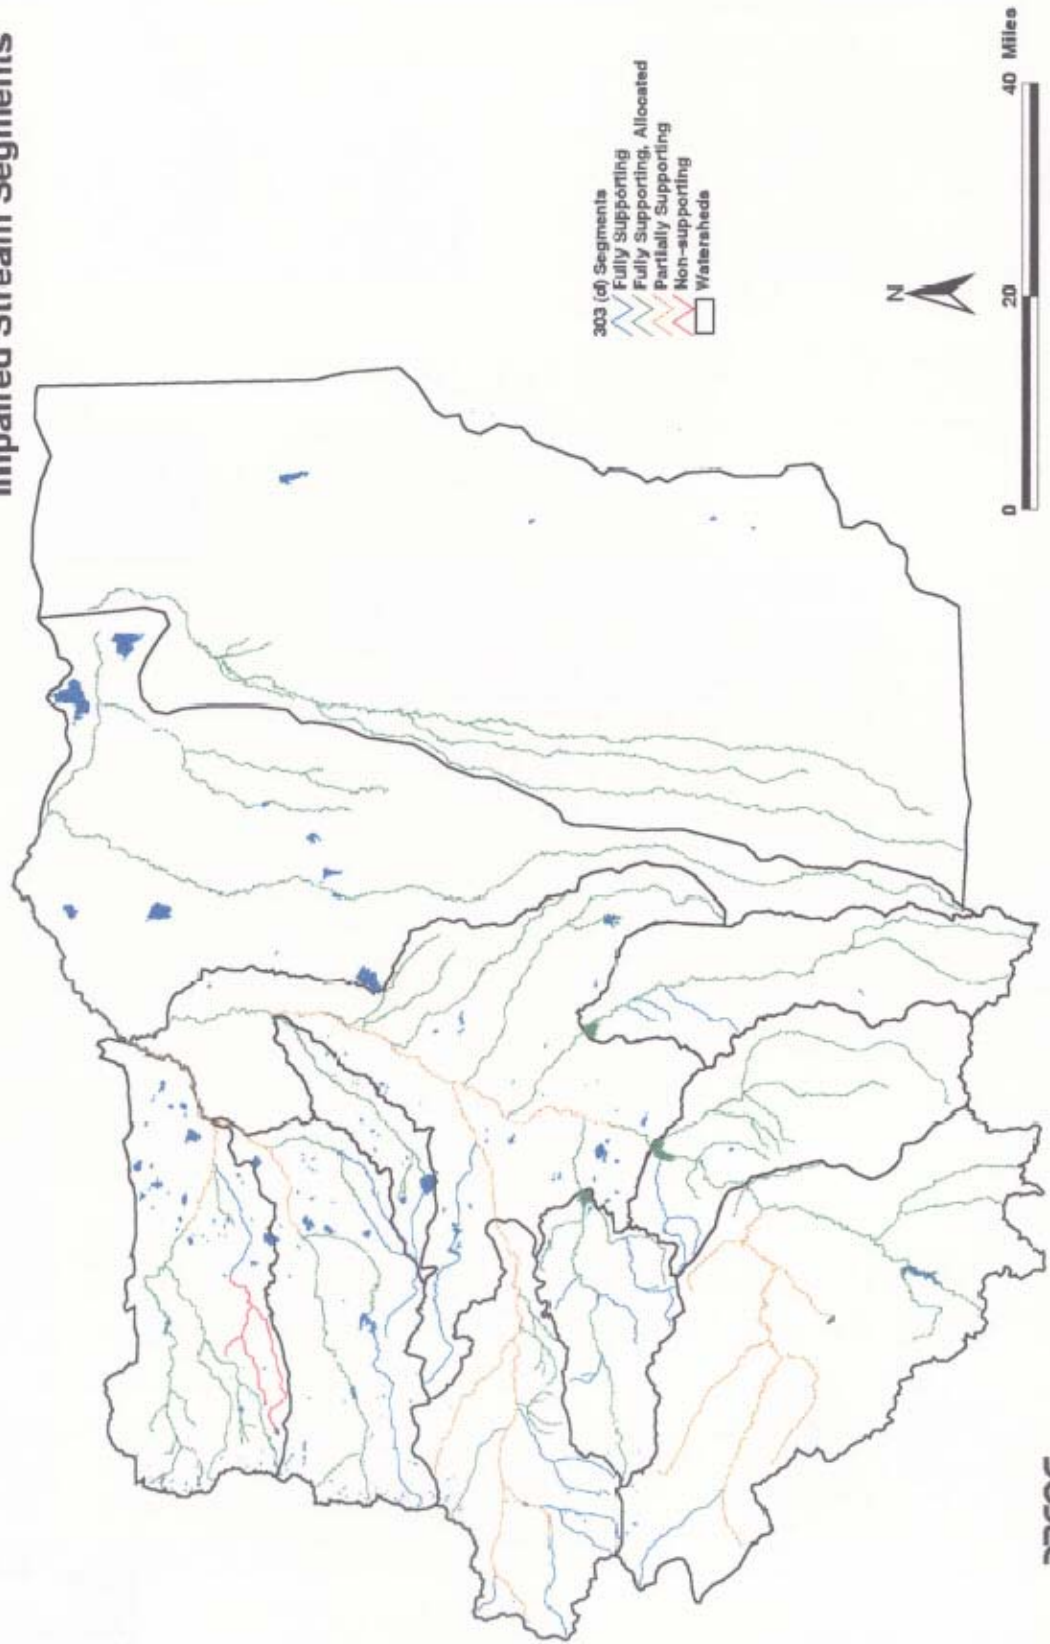 Impaired Stream Segments
303 (d) Segments
Fully Supporting
Fully Supporting, Allocated
Partially Supporting
Non-supporting
Watersheds
N
0 20 40 Miles